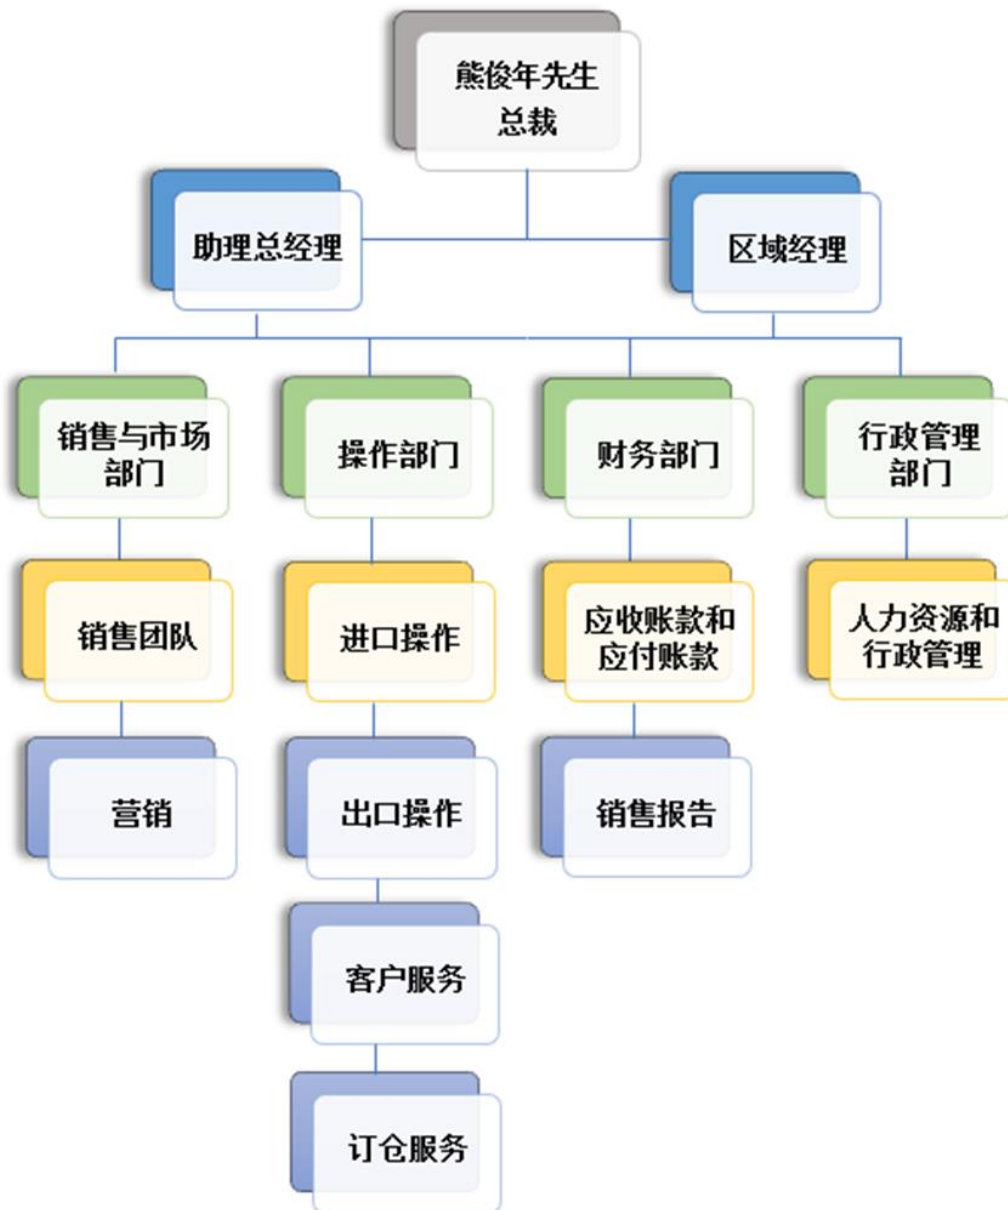 熊俊年先生
总裁
助理总经理
区域经理
销售与市场
部门
操作部门
财务部门
行政管理
部门
销售团队
进口操作
应收账款和
应付账款
人力资源和
行政管理
营销
出口操作
销售报告
客户服务
订仓服务